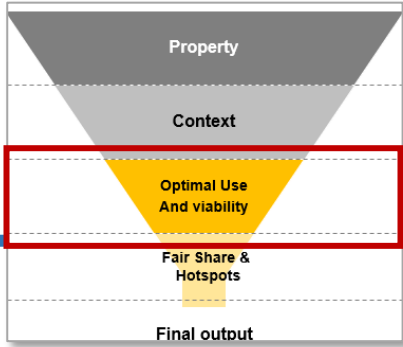 Property
Context
Optimal Use
And viability
Fair Share &
Hotspots
Final output